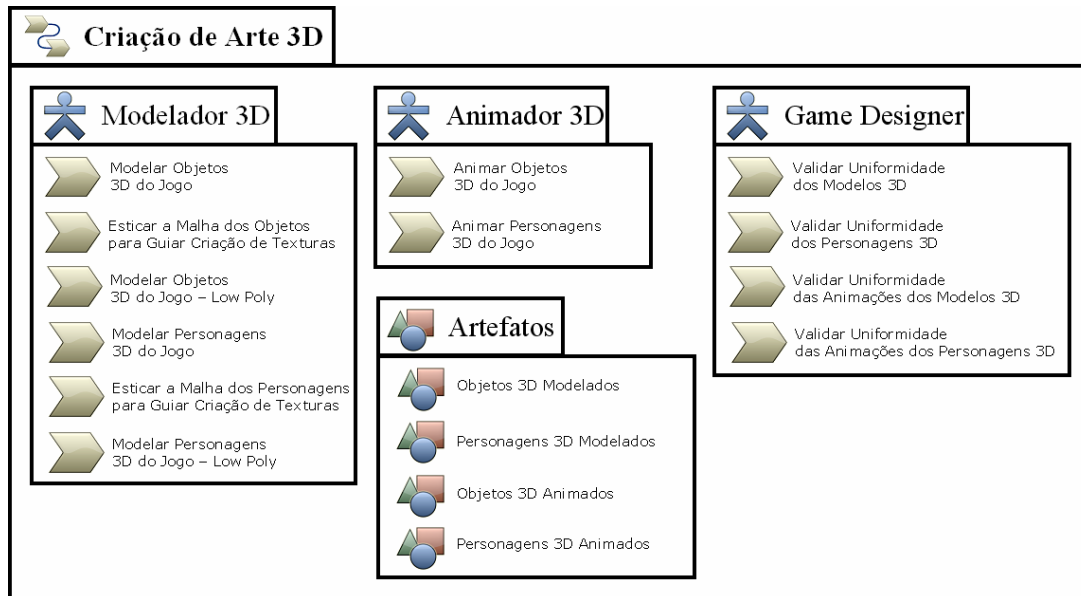 Criação de Arte 3D
Modelador 3D
Modelar Objetos
3D do Jogo
Esticar a Malha dos Objetos
para Guiar Criação de Texturas
Modelar Objetos
3D do Jogo – Low Poly
Modelar Personagens
3D do Jogo
Esticar a Malha dos Personagens
para Guiar Criação de Texturas
Modelar Personagens
3D do Jogo – Low Poly
Animador 3D
Animar Objetos
3D do Jogo
Animar Personagens
3D do Jogo
Artefatos
Objetos 3D Modelados
Personagens 3D Modelados
Objetos 3D Animados
Personagens 3D Animados
Game Designer
Validar Uniformidade
dos Modelos 3D
Validar Uniformidade
dos Personagens 3D
Validar Uniformidade
das Animações dos Modelos 3D
Validar Uniformidade
das Animações dos Personagens 3D